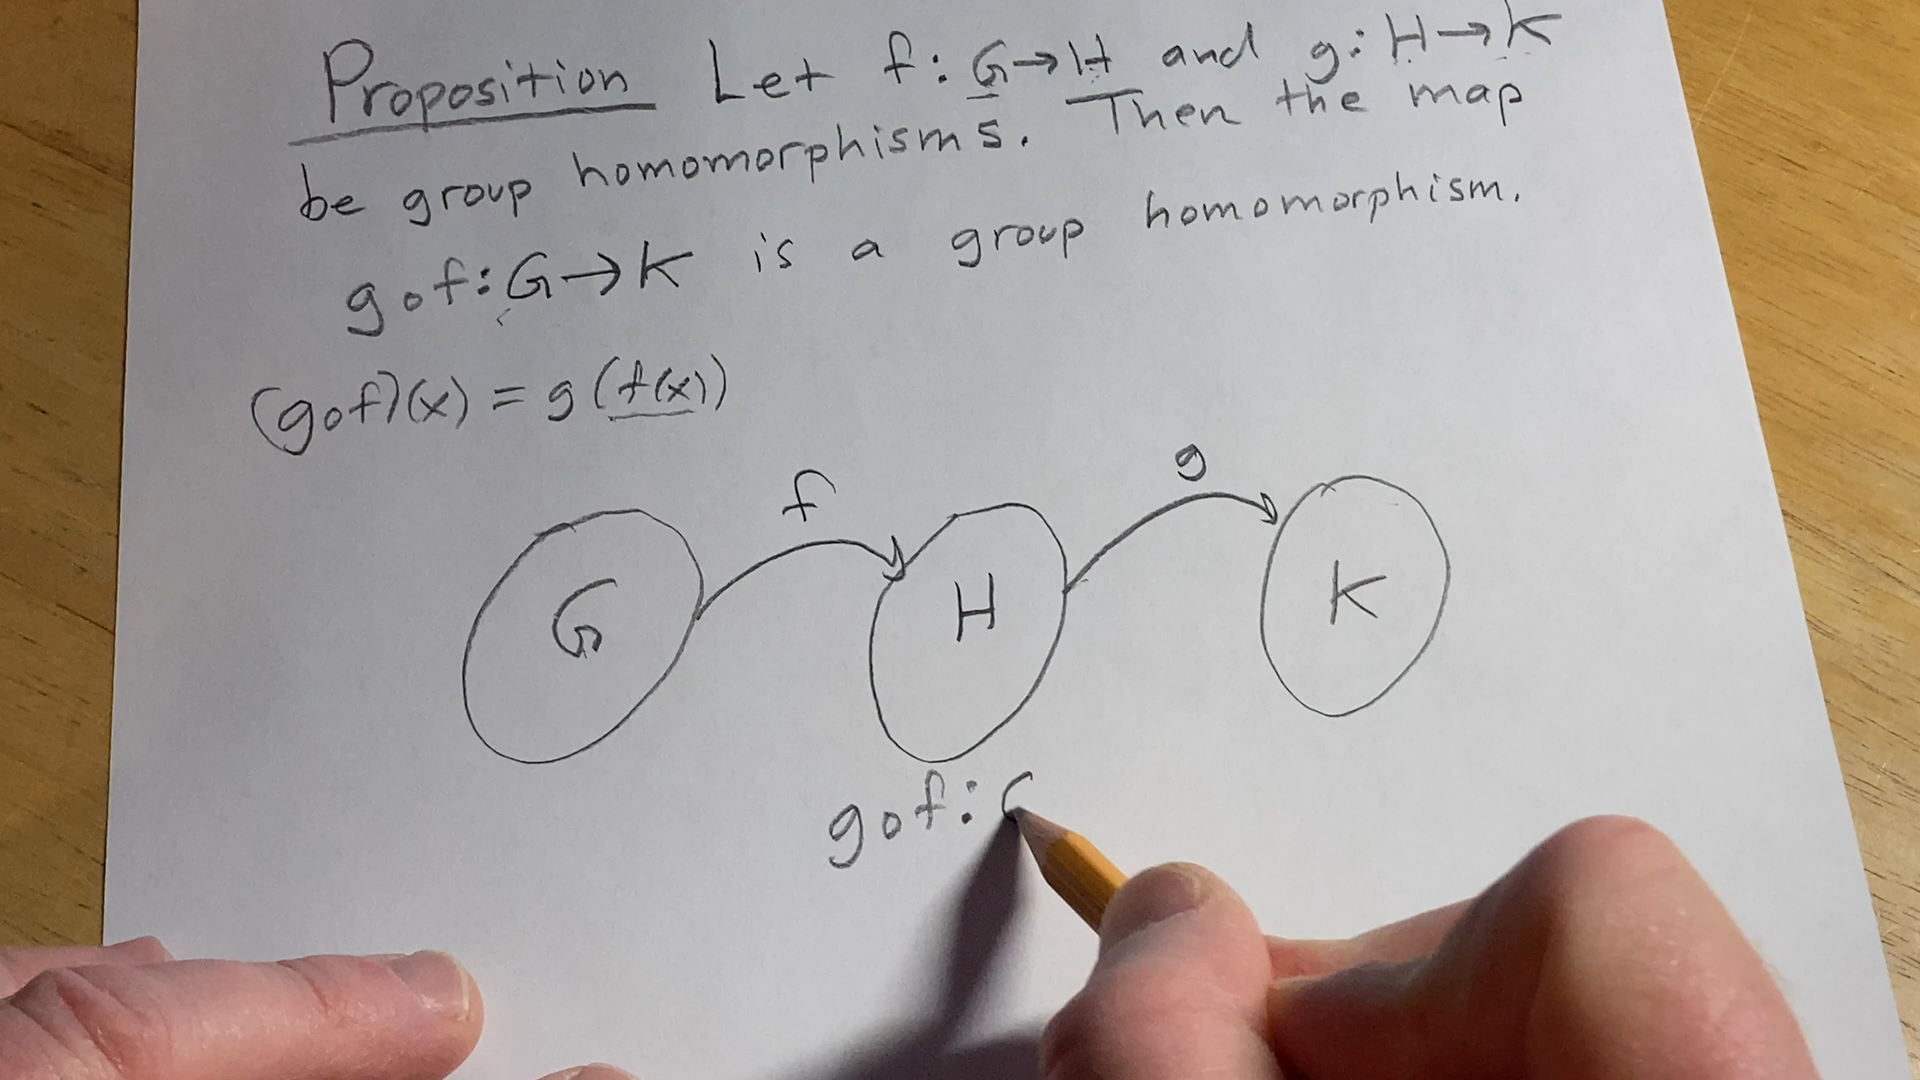 Proposition Let f: G→H and g: H→K
be group homomorphisms. Then the map
g∘f: G→K is a group homomorphism.
(g∘f)(x) = g(f(x))
f g
G H K
g∘f: G